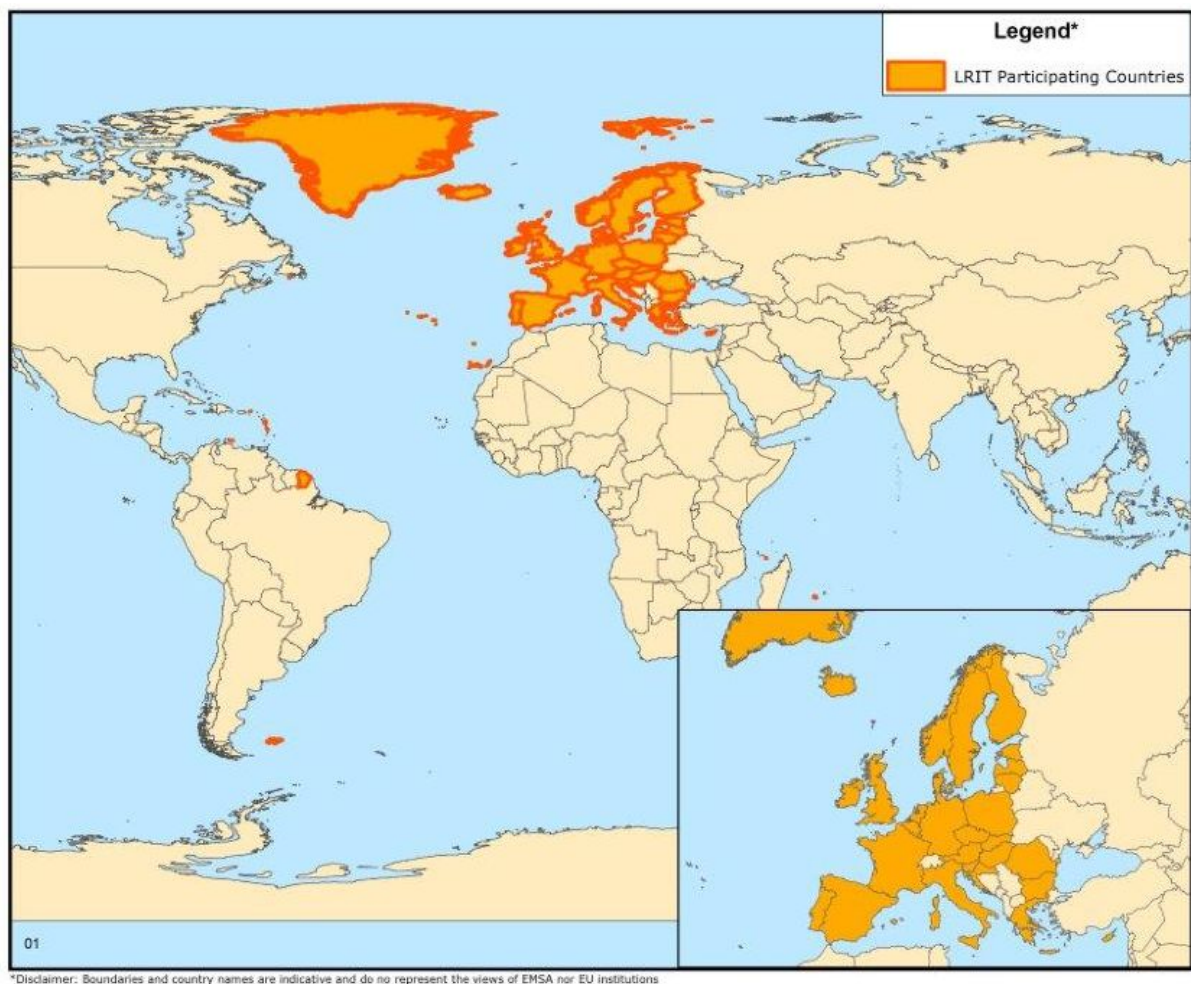 Legend*
LRIT Participating Countries
01
*Disclaimer: Boundaries and country names are indicative and do no represent the views of EMSA nor EU institutions